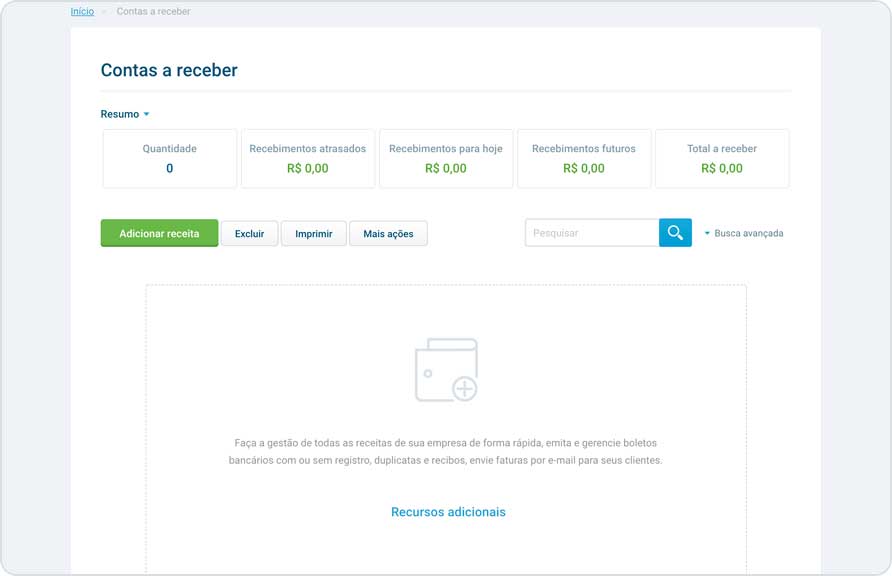 Início Contas a receber
Contas a receber
Resumo
Quantidade Recebimentos atrasados Recebimentos para hoje Recebimentos futuros Total a receber
0 R$ 0,00 R$ 0,00 R$ 0,00 R$ 0,00
Adicionar receita Excluir Imprimir Mais ações Pesquisar Busca avançada
Faça a gestão de todas as receitas de sua empresa de forma rápida, emita e gerencie boletos
bancários com ou sem registro, duplicatas e recibos, envie faturas por e-mail para seus clientes.
Recursos adicionais